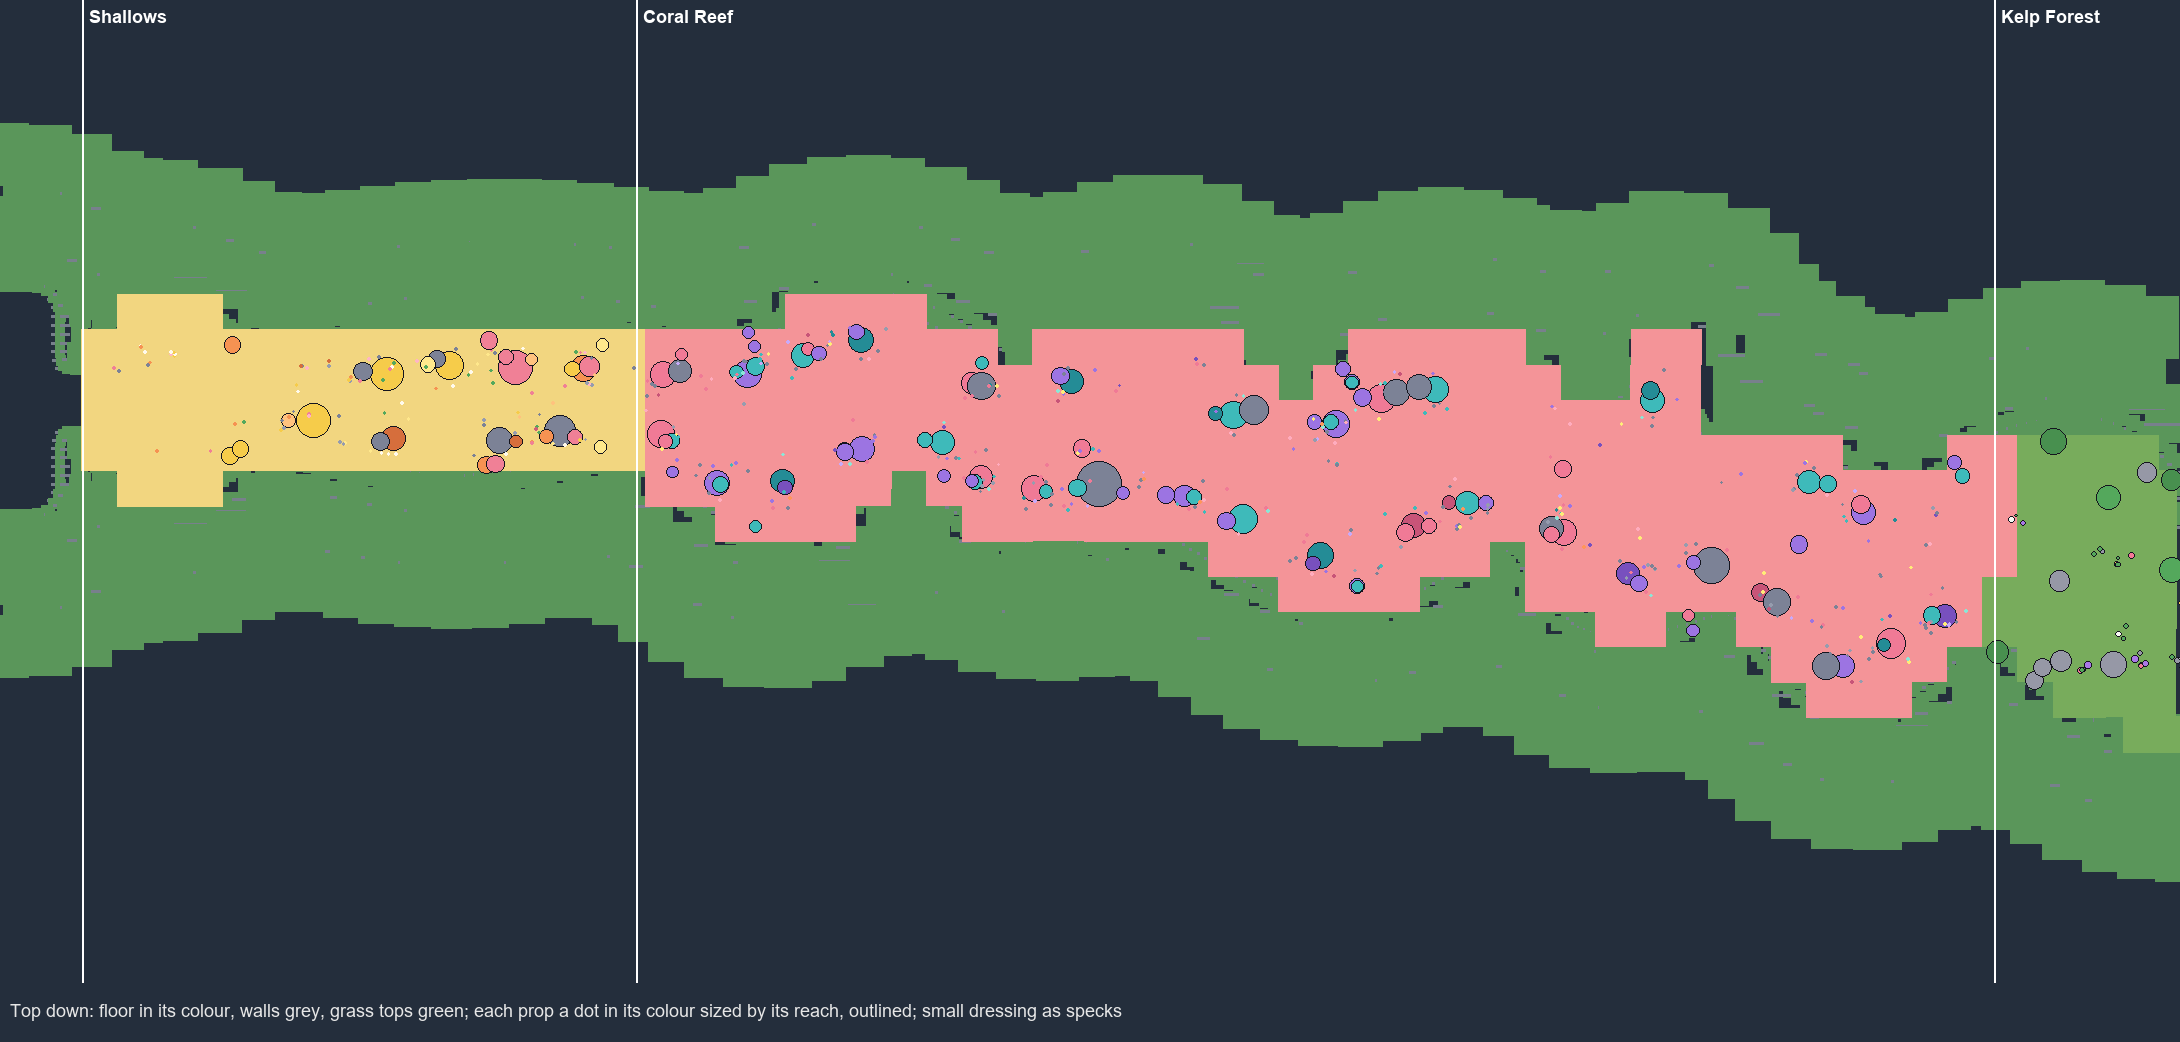 Shallows
Coral Reef
Kelp Forest
Top down: floor in its colour, walls grey, grass tops green; each prop a dot in its colour sized by its reach, outlined; small dressing as specks